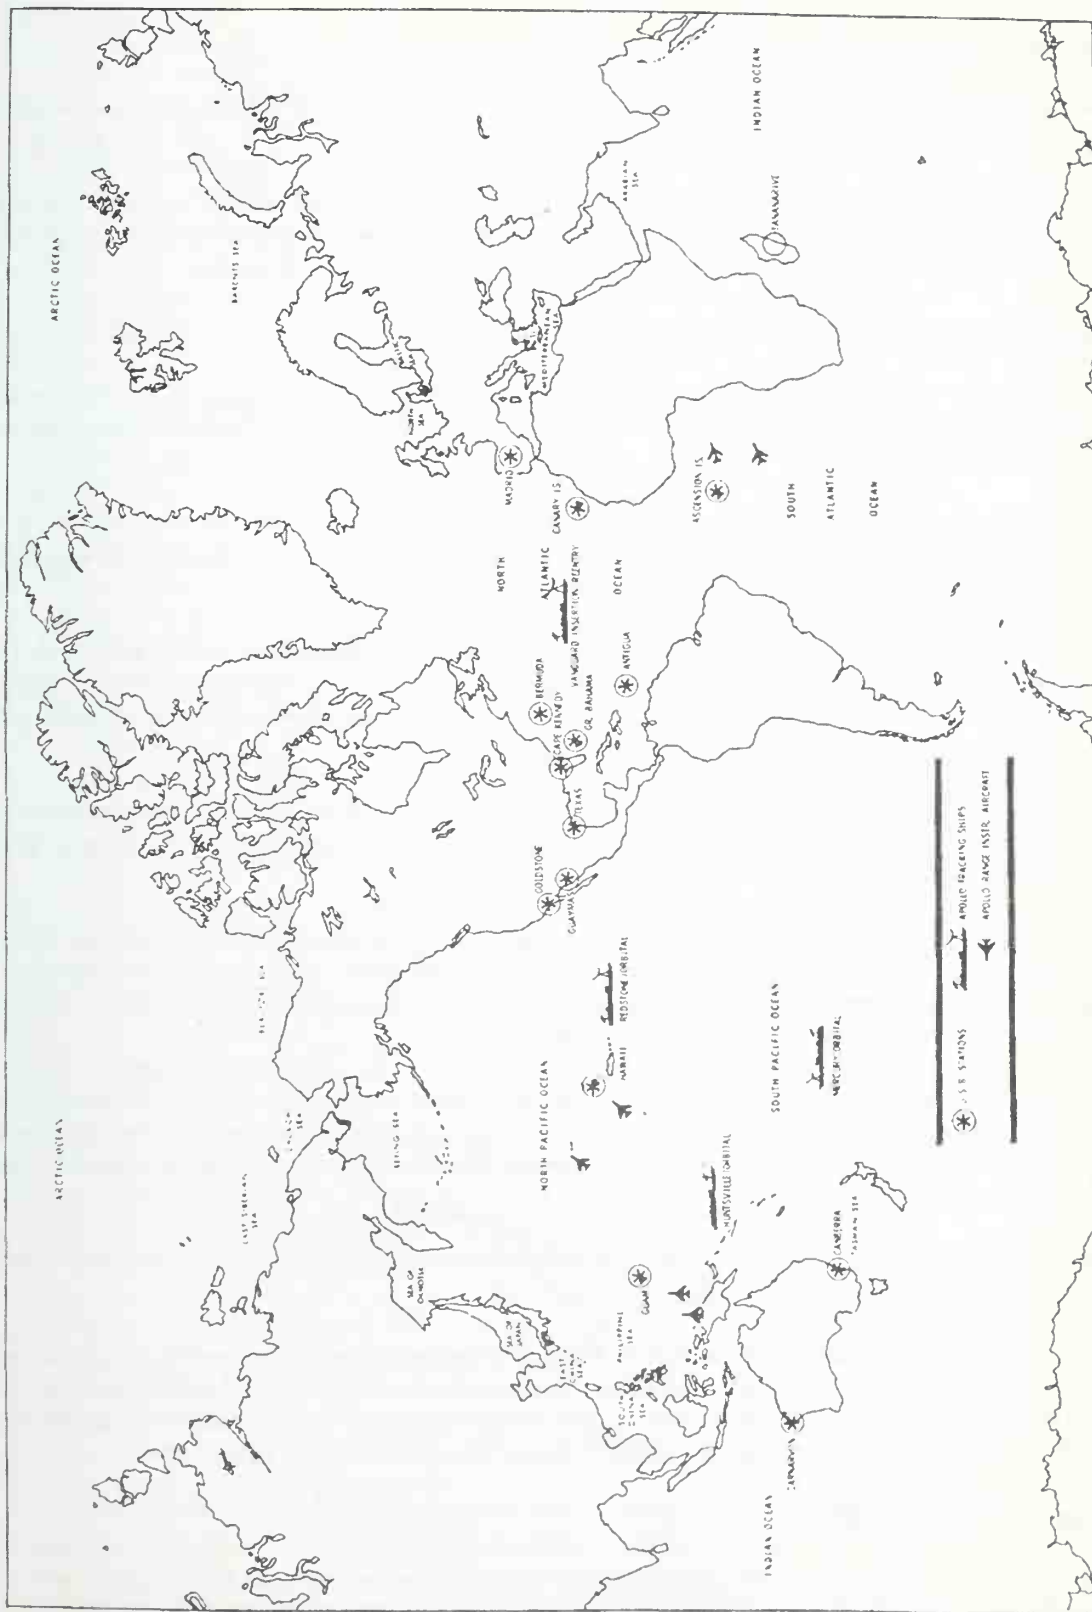 ARCTIC OCEAN
ARCTIC OCEAN
EAST SIBERIAN
SEA
SEA
BERING SEA
BARENTS SEA
NORTH
SEA
SEA OF
OKHOTSK
SEA OF
JAPAN
EAST
CHINA
SEA
SOUTH
CHINA
SEA
PHILIPPINE
SEA
NORTH PACIFIC OCEAN
GUAM
HAWAII
REDSTONE/ORBITAL
GOLDSTONE
GUAYMAS
TEXAS
CAPE KENNEDY
BERMUDA
GR. BAHAMA
VANGUARD INSERTION/REENTRY
ANTIGUA
NORTH
ATLANTIC
OCEAN
MADRID
CANARY IS
MEDITERRANEAN
SEA
ARABIAN
SEA
ASCENSION IS
SOUTH
ATLANTIC
OCEAN
TANANARIVE
INDIAN OCEAN
INDIAN OCEAN
CARNARVON
CANBERRA
TASMAN SEA
HUNTSVILLE/ORBITAL
SOUTH PACIFIC OCEAN
MERCURY/ORBITAL
U.S.B. STATIONS
APOLLO TRACKING SHIPS
APOLLO RANGE INSTR. AIRCRAFT